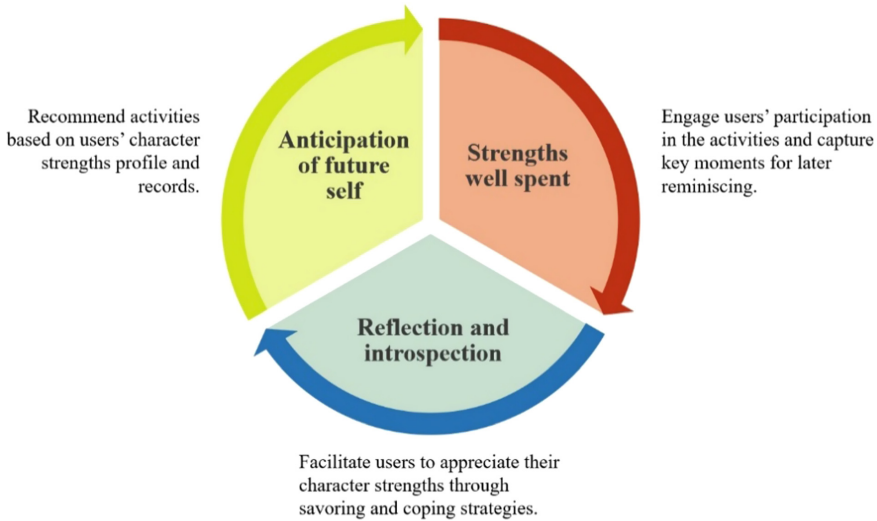 Recommend activities
based on users’ character
strengths profile and
records.
Anticipation
of future
self
Strengths
well spent
Engage users’ participation
in the activities and capture
key moments for later
reminiscing.
Reflection and
introspection
Facilitate users to appreciate their
character strengths through
savoring and coping strategies.